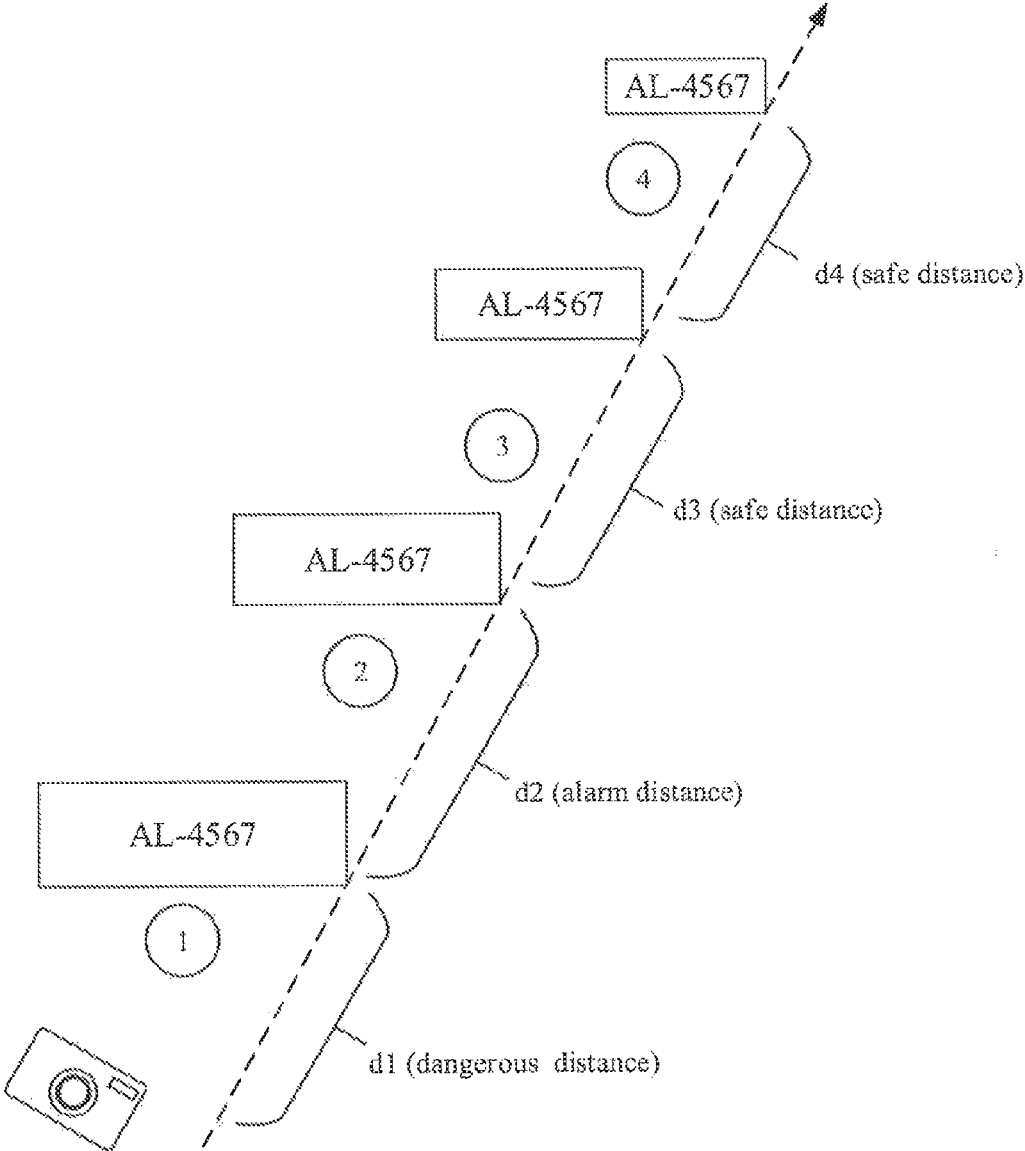 AL-4567
4
d4 (safe distance)
AL-4567
3
d3 (safe distance)
AL-4567
2
d2 (alarm distance)
AL-4567
1
d1 (dangerous distance)